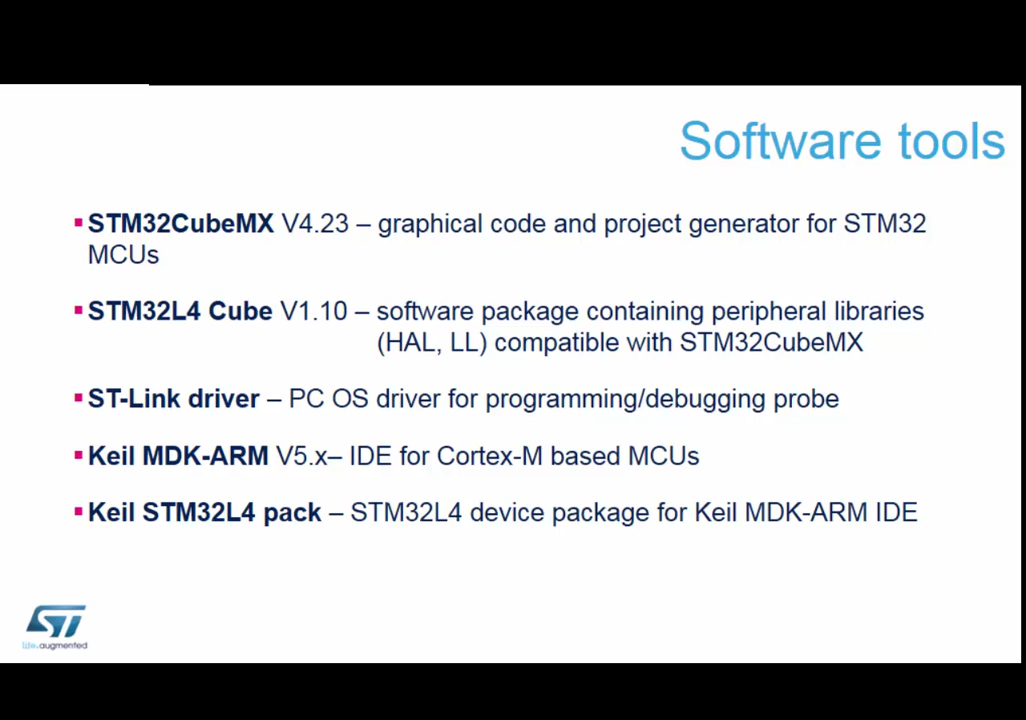 Software tools
▪ STM32CubeMX V4.23 – graphical code and project generator for STM32
MCUs
▪ STM32L4 Cube V1.10 – software package containing peripheral libraries
(HAL, LL) compatible with STM32CubeMX
▪ ST-Link driver – PC OS driver for programming/debugging probe
▪ Keil MDK-ARM V5.x– IDE for Cortex-M based MCUs
▪ Keil STM32L4 pack – STM32L4 device package for Keil MDK-ARM IDE
ST
life.augmented